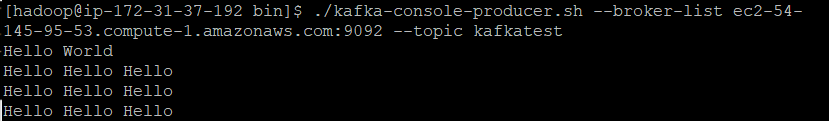 [hadoop@ip-172-31-37-192 bin]$ ./kafka-console-producer.sh --broker-list ec2-54-
145-95-53.compute-1.amazonaws.com:9092 --topic kafkatest
Hello World
Hello Hello Hello
Hello Hello Hello
Hello Hello Hello